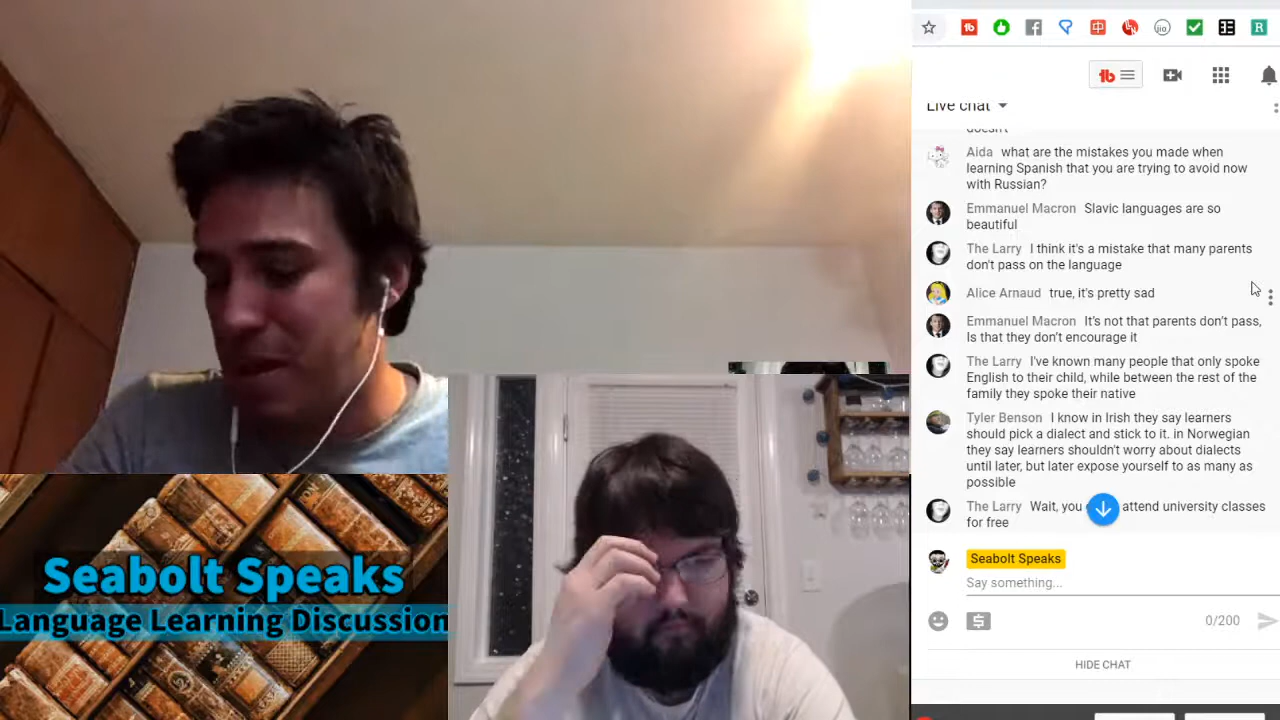 Live chat
doesn't
Aida what are the mistakes you made when
learning Spanish that you are trying to avoid now
with Russian?
Emmanuel Macron Slavic languages are so
beautiful
The Larry I think it's a mistake that many parents
don't pass on the language
Alice Arnaud true, it's pretty sad
Emmanuel Macron It's not that parents don't pass,
Is that they don't encourage it
The Larry I've known many people that only spoke
English to their child, while between the rest of the
family they spoke their native
Tyler Benson I know in Irish they say learners
should pick a dialect and stick to it. in Norwegian
they say learners shouldn't worry about dialects
until later, but later expose yourself to as many as
possible
The Larry Wait, you attend university classes
for free
Seabolt Speaks
Say something...
0/200
HIDE CHAT
Seabolt Speaks
Language Learning Discussion